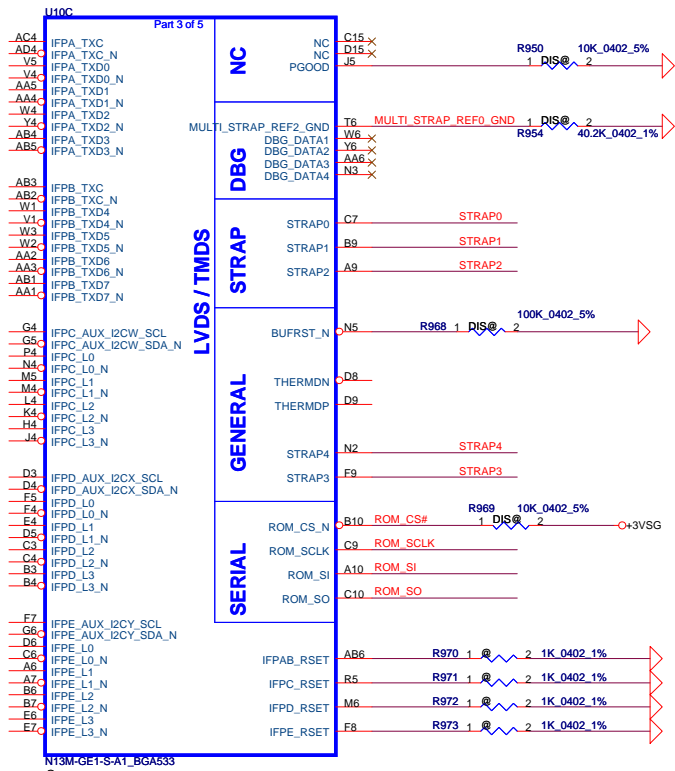 U10C
Part 3 of 5
AC4 IFPA_TXC
AD4 IFPA_TXC_N
V5 IFPA_TXD0
V4 IFPA_TXD0_N
AA5 IFPA_TXD1
AA4 IFPA_TXD1_N
W4 IFPA_TXD2
Y4 IFPA_TXD2_N
AB4 IFPA_TXD3
AB5 IFPA_TXD3_N
AB3 IFPB_TXC
AB2 IFPB_TXC_N
W1 IFPB_TXD4
V1 IFPB_TXD4_N
W3 IFPB_TXD5
W2 IFPB_TXD5_N
AA2 IFPB_TXD6
AA3 IFPB_TXD6_N
AB1 IFPB_TXD7
AA1 IFPB_TXD7_N
G4 IFPC_AUX_I2CW_SCL
G5 IFPC_AUX_I2CW_SDA_N
P4 IFPC_L0
N4 IFPC_L0_N
M5 IFPC_L1
M4 IFPC_L1_N
L4 IFPC_L2
K4 IFPC_L2_N
H4 IFPC_L3
J4 IFPC_L3_N
D3 IFPD_AUX_I2CX_SCL
D4 IFPD_AUX_I2CX_SDA_N
F5 IFPD_L0
F4 IFPD_L0_N
E4 IFPD_L1
D5 IFPD_L1_N
C3 IFPD_L2
C4 IFPD_L2_N
B3 IFPD_L3
B4 IFPD_L3_N
F7 IFPE_AUX_I2CY_SCL
G6 IFPE_AUX_I2CY_SDA_N
D6 IFPE_L0
C6 IFPE_L0_N
A6 IFPE_L1
A7 IFPE_L1_N
B6 IFPE_L2
B7 IFPE_L2_N
E6 IFPE_L3
E7 IFPE_L3_N
LVDS / TMDS
NC
NC C15
NC D15
PGOOD J5
R950 10K_0402_5%
1 DIS@ 2
DBG
MULTI_STRAP_REF2_GND T6 MULTI_STRAP_REF0_GND 1 DIS@ 2
R954 40.2K_0402_1%
DBG_DATA1 W6
DBG_DATA2 Y6
DBG_DATA3 AA6
DBG_DATA4 N3
STRAP
STRAP0 C7 STRAP0
STRAP1 B9 STRAP1
STRAP2 A9 STRAP2
GENERAL
100K_0402_5%
BUFRST_N N5 R968 1 DIS@ 2
THERMDN D8
THERMDP D9
STRAP4 N2 STRAP4
STRAP3 F9 STRAP3
SERIAL
R969 10K_0402_5%
ROM_CS_N B10 ROM_CS# 1 DIS@ 2 +3VSG
ROM_SCLK C9 ROM_SCLK
ROM_SI A10 ROM_SI
ROM_SO C10 ROM_SO
IFPAB_RSET AB6 R970 1 @ 2 1K_0402_1%
IFPC_RSET R5 R971 1 @ 2 1K_0402_1%
IFPD_RSET M6 R972 1 @ 2 1K_0402_1%
IFPE_RSET F8 R973 1 @ 2 1K_0402_1%
N13M-GE1-S-A1_BGA533